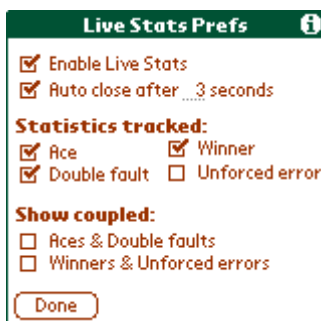 Live Stats Prefs i
Enable Live Stats
Auto close after 3 seconds
Statistics tracked:
Ace Winner
Double fault Unforced error
Show coupled:
Aces & Double faults
Winners & Unforced errors
Done